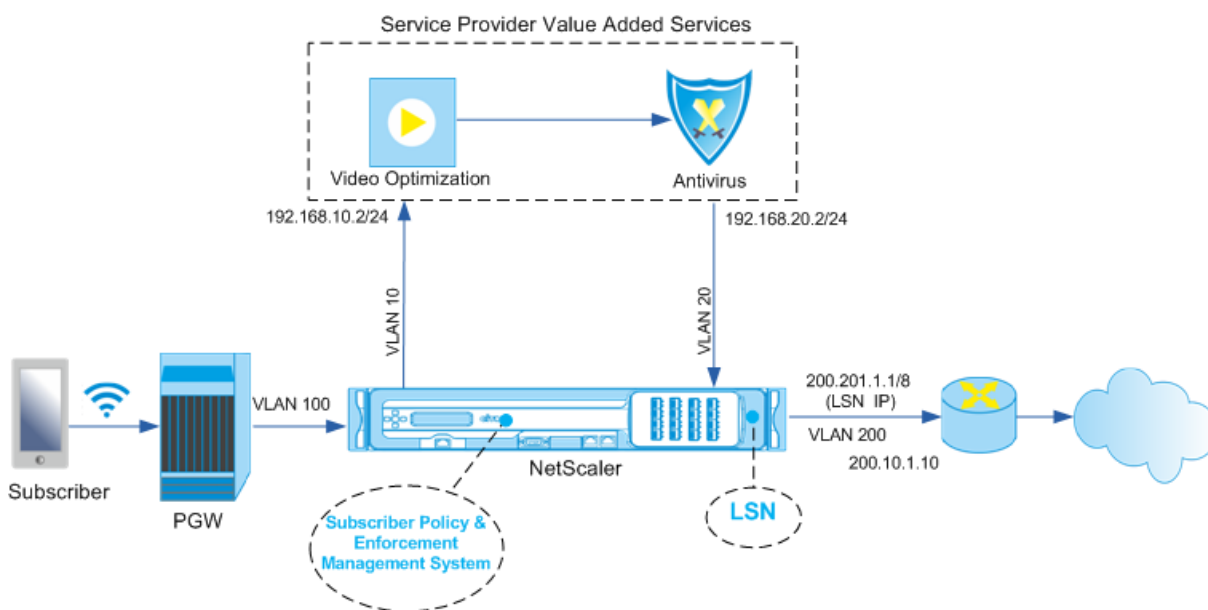 Service Provider Value Added Services
Video Optimization
Antivirus
192.168.10.2/24
192.168.20.2/24
VLAN 10
VLAN 20
VLAN 100
200.201.1.1/8
(LSN IP)
VLAN 200
200.10.1.10
Subscriber
PGW
NetScaler
Subscriber Policy &
Enforcement
Management System
LSN